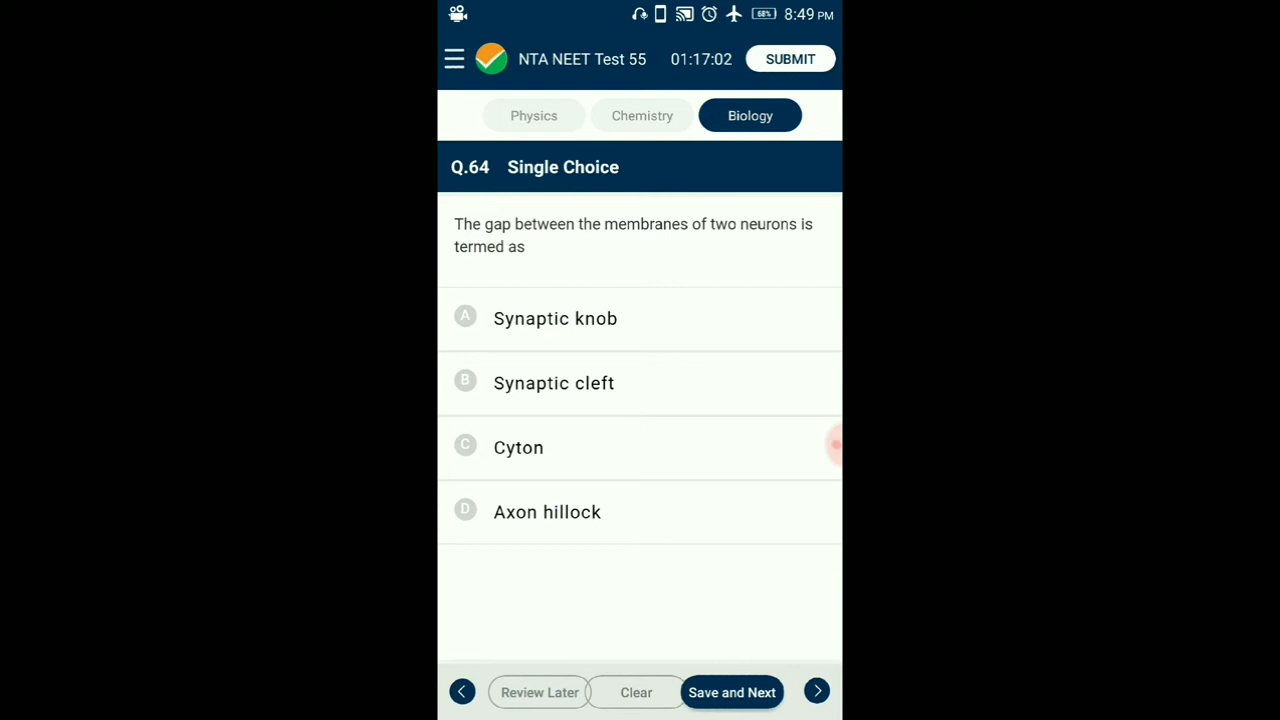 68% 8:49 PM
NTA NEET Test 55 01:17:02 SUBMIT
Physics Chemistry Biology
Q.64 Single Choice
The gap between the membranes of two neurons is
termed as
A Synaptic knob
B Synaptic cleft
C Cyton
D Axon hillock
Review Later Clear Save and Next